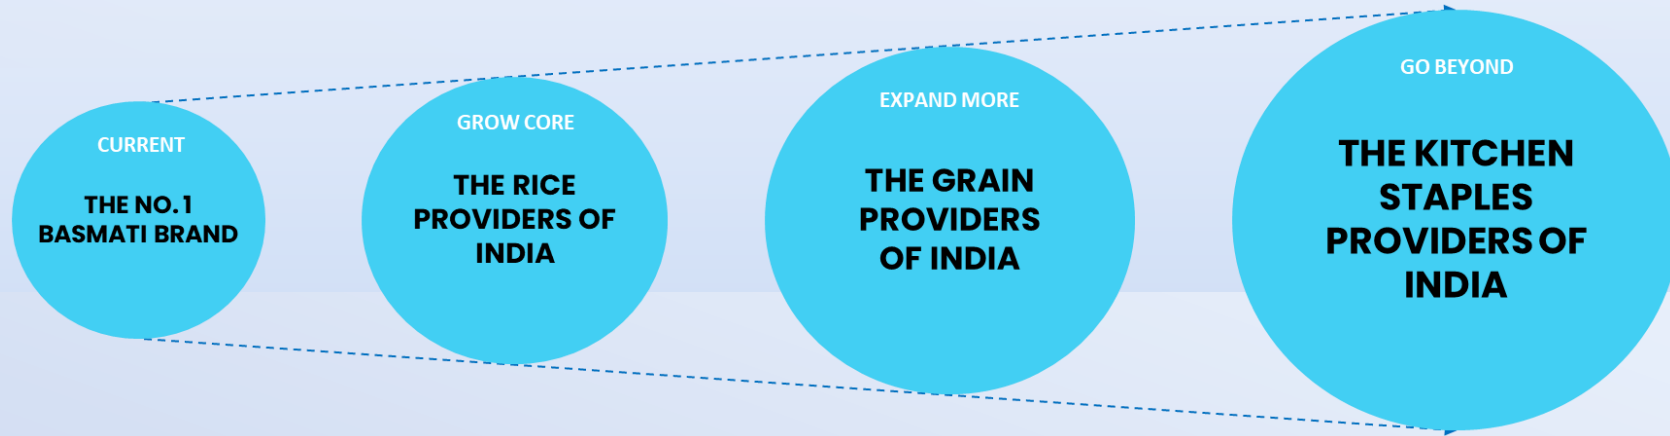 CURRENT
THE NO. 1
BASMATI BRAND
GROW CORE
THE RICE
PROVIDERS OF
INDIA
EXPAND MORE
THE GRAIN
PROVIDERS
OF INDIA
GO BEYOND
THE KITCHEN
STAPLES
PROVIDERS OF
INDIA